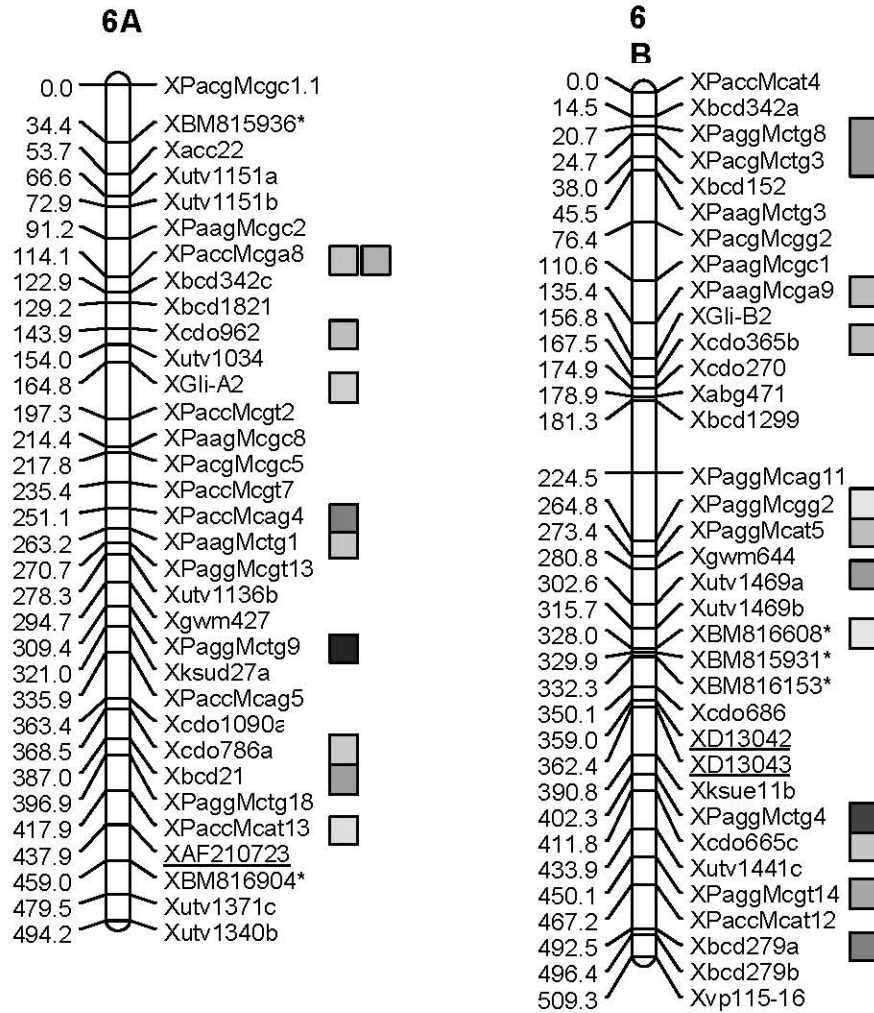 6A
0.0 XPacgMcgc1.1
34.4 XBM815936*
53.7 Xacc22
66.6 Xutv1151a
72.9 Xutv1151b
91.2 XPaagMcgc2
114.1 XPaccMcga8
122.9 Xbcd342c
129.2 Xbcd1821
143.9 Xcdo962
154.0 Xutv1034
164.8 XGli-A2
197.3 XPaccMcgt2
214.4 XPaagMcgc8
217.8 XPacgMcgc5
235.4 XPaccMcgt7
251.1 XPaccMcag4
263.2 XPaagMctg1
270.7 XPaggMcgt13
278.3 Xutv1136b
294.7 Xgwm427
309.4 XPaggMctg9
321.0 Xksud27a
335.9 XPaccMcag5
363.4 Xcdo1090a
368.5 Xcdo786a
387.0 Xbcd21
396.9 XPaggMctg18
417.9 XPaccMcat13
437.9 XAF210723
459.0 XBM816904*
479.5 Xutv1371c
494.2 Xutv1340b
6
B
0.0 XPaccMcat4
14.5 Xbcd342a
20.7 XPaggMctg8
24.7 XPacgMctg3
38.0 Xbcd152
45.5 XPaagMctg3
76.4 XPacgMcgg2
110.6 XPaagMcgc1
135.4 XPaagMcga9
156.8 XGli-B2
167.5 Xcdo365b
174.9 Xcdo270
178.9 Xabg471
181.3 Xbcd1299
224.5 XPaggMcag11
264.8 XPaggMcgg2
273.4 XPaggMcat5
280.8 Xgwm644
302.6 Xutv1469a
315.7 Xutv1469b
328.0 XBM816608*
329.9 XBM815931*
332.3 XBM816153*
350.1 Xcdo686
359.0 XD13042
362.4 XD13043
390.8 Xksue11b
402.3 XPaggMctg4
411.8 Xcdo665c
433.9 Xutv1441c
450.1 XPaggMcgt14
467.2 XPaccMcat12
492.5 Xbcd279a
496.4 Xbcd279b
509.3 Xvp115-16